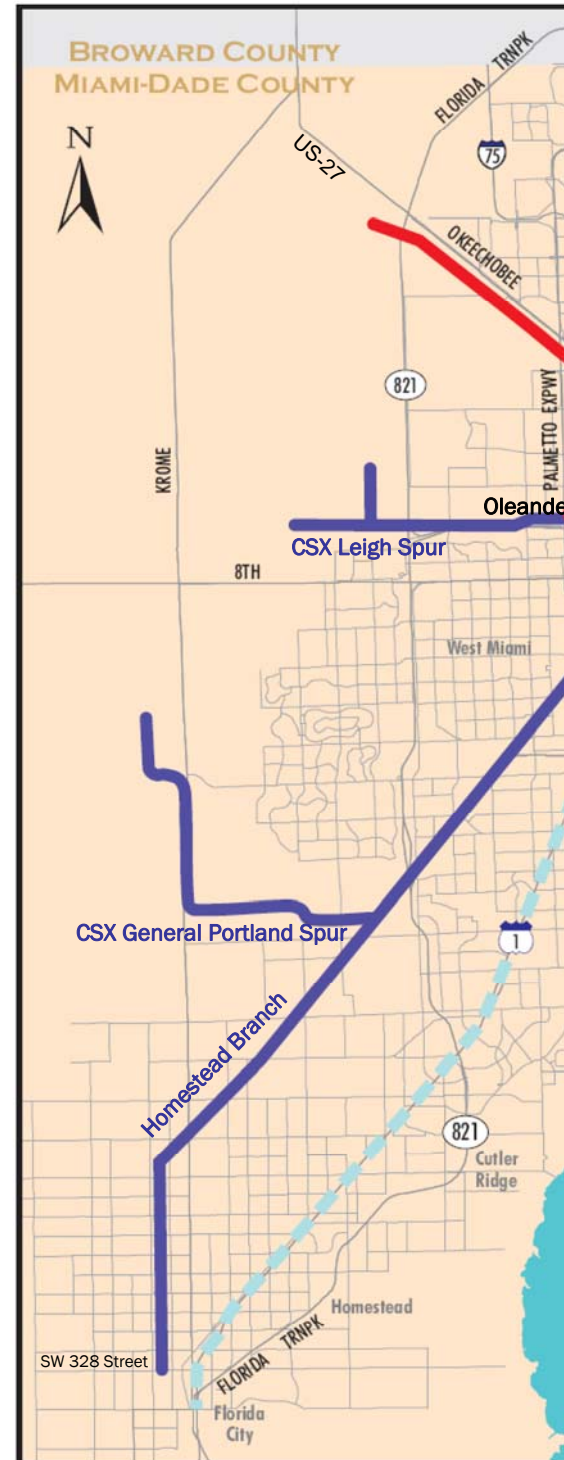 BROWARD COUNTY
MIAMI-DADE COUNTY
N
FLORIDA TRNPK
75
US-27
OKEECHOBEE
821
PALMETTO EXPWY
KROME
Oleande
CSX Leigh Spur
8TH
West Miami
CSX General Portland Spur
1
Homestead Branch
821
Cutler
Ridge
Homestead
SW 328 Street
FLORIDA TRNPK
Florida
City